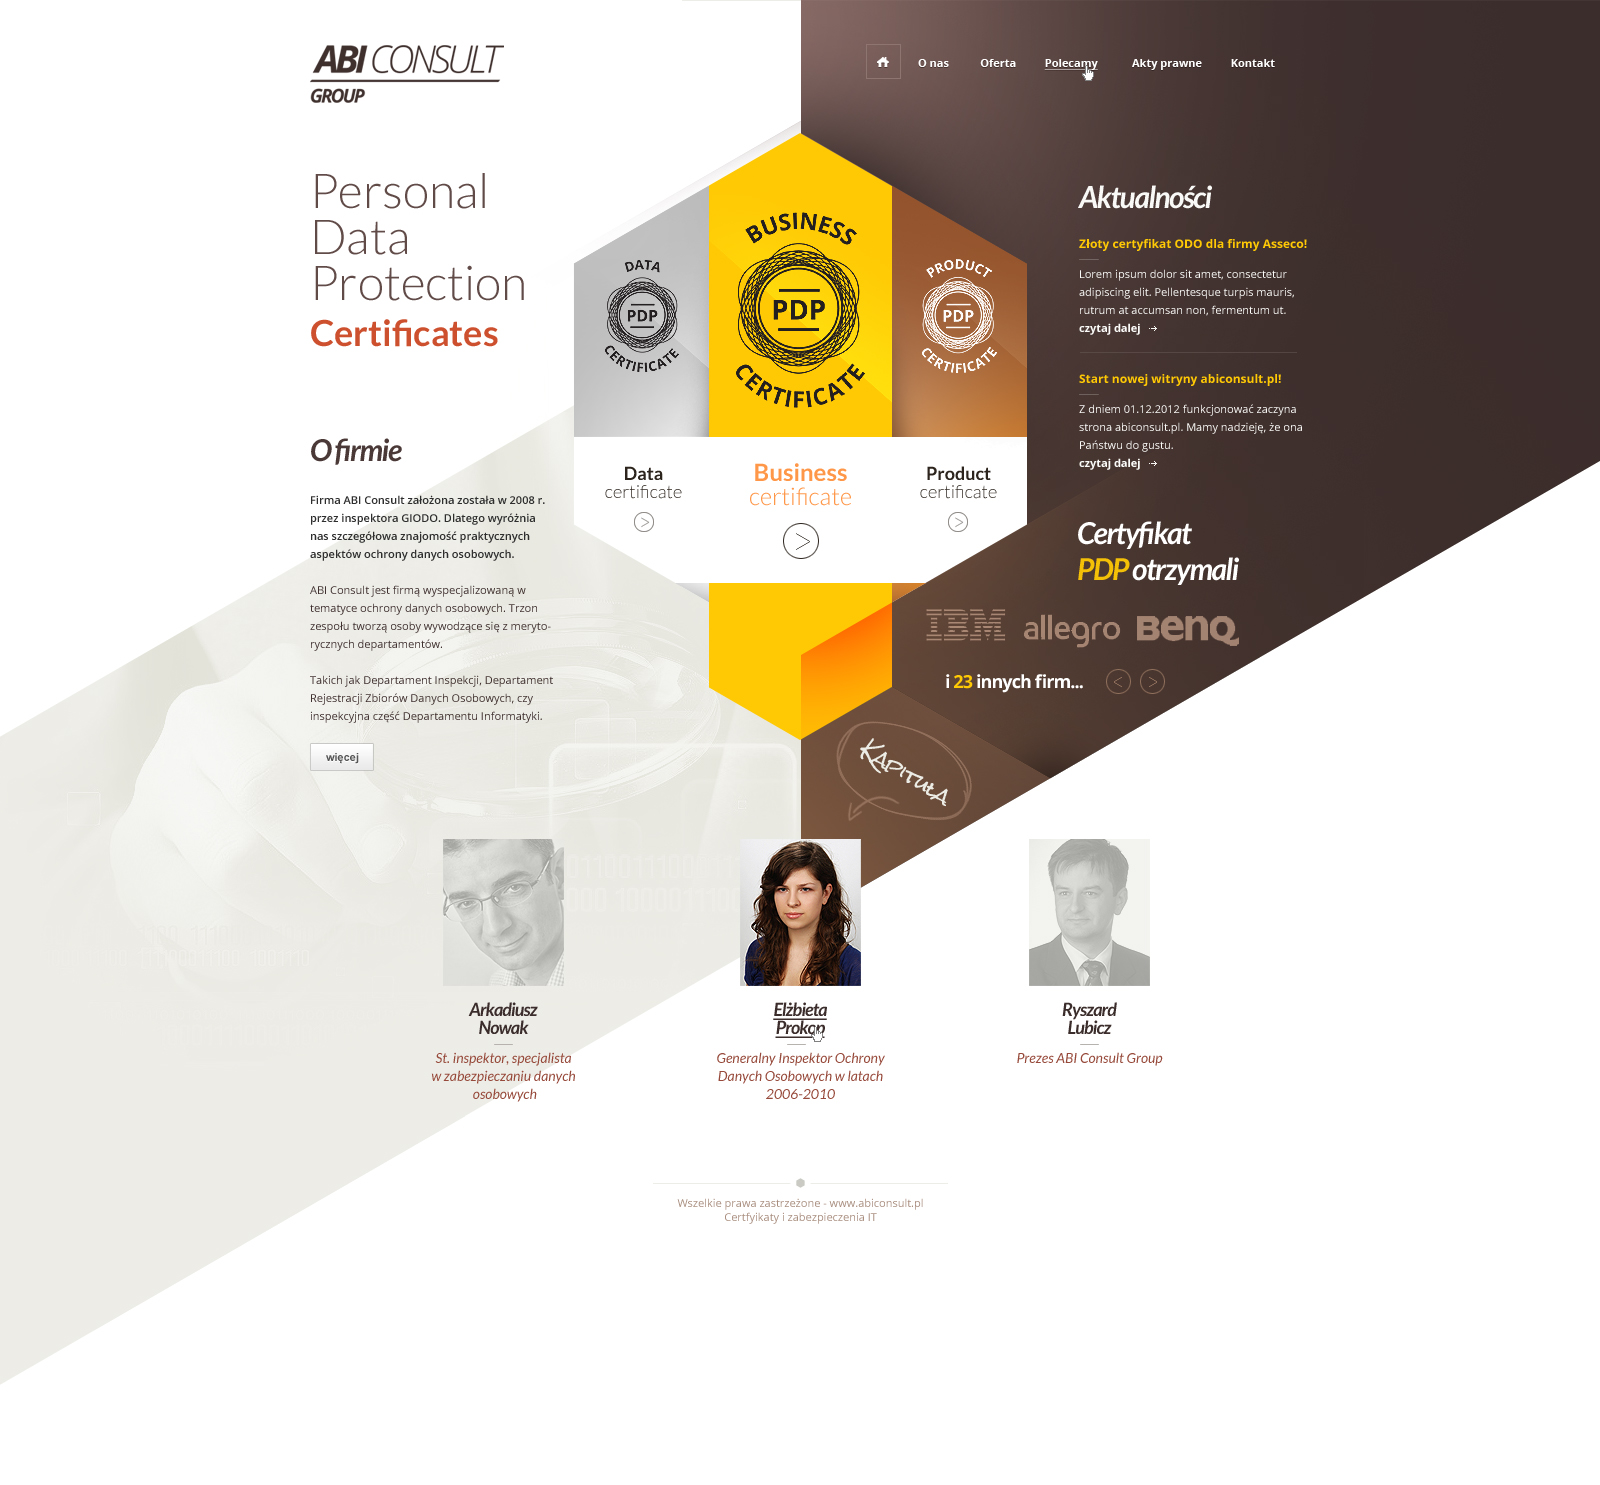 ABI CONSULT
GROUP
O nas
Oferta
Polecamy
Akty prawne
Kontakt
Personal
Data
Protection
Certificates
DATA
PDP
CERTIFICATE
BUSINESS
PDP
CERTIFICATE
PRODUCT
PDP
CERTIFICATE
Data
certificate
Business
certificate
Product
certificate
Aktualności
Złoty certyfikat ODO dla firmy Asseco!
Lorem ipsum dolor sit amet, consectetur
adipiscing elit. Pellentesque turpis mauris,
rutrum at accumsan non, fermentum ut.
czytaj dalej
Start nowej witryny abiconsult.pl!
Z dniem 01.12.2012 funkcjonować zaczyna
strona abiconsult.pl. Mamy nadzieję, że ona
Państwu do gustu.
czytaj dalej
O firmie
Firma ABI Consult założona została w 2008 r.
przez inspektora GIODO. Dlatego wyróżnia
nas szczegółowa znajomość praktycznych
aspektów ochrony danych osobowych.
ABI Consult jest firmą wyspecjalizowaną w
tematyce ochrony danych osobowych. Trzon
zespołu tworzą osoby wywodzące się z meryto-
rycznych departamentów.
Takich jak Departament Inspekcji, Departament
Rejestracji Zbiorów Danych Osobowych, czy
inspekcyjna część Departamentu Informatyki.
więcej
Certyfikat
PDP otrzymali
IBM allegro BenQ
i 23 innych firm...
KAPITUŁA
Arkadiusz
Nowak
St. inspektor, specjalista
w zabezpieczaniu danych
osobowych
Elżbieta
Prokop
Generalny Inspektor Ochrony
Danych Osobowych w latach
2006-2010
Ryszard
Lubicz
Prezes ABI Consult Group
Wszelkie prawa zastrzeżone - www.abiconsult.pl
Certfyikaty i zabezpieczenia IT